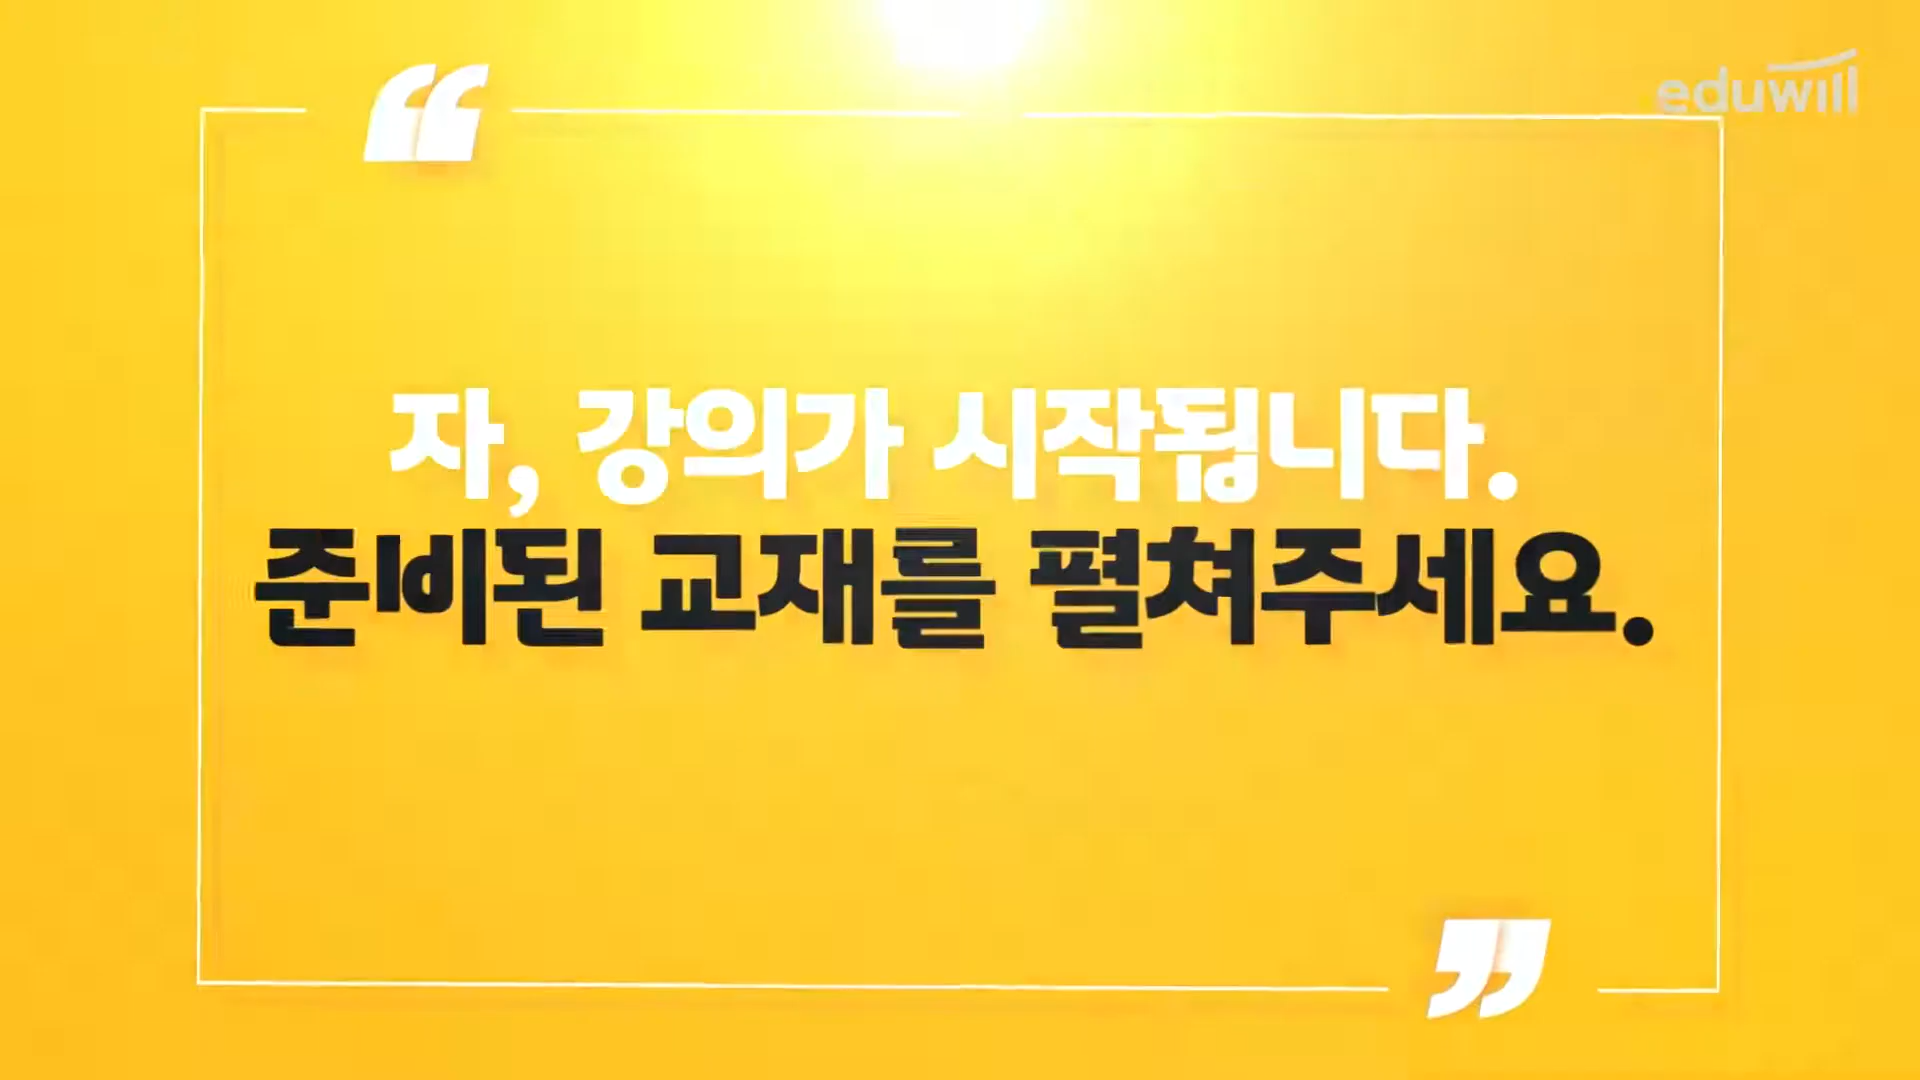 eduwill
“
자, 강의가 시작됩니다.
준비된 교재를 펼쳐주세요.
”